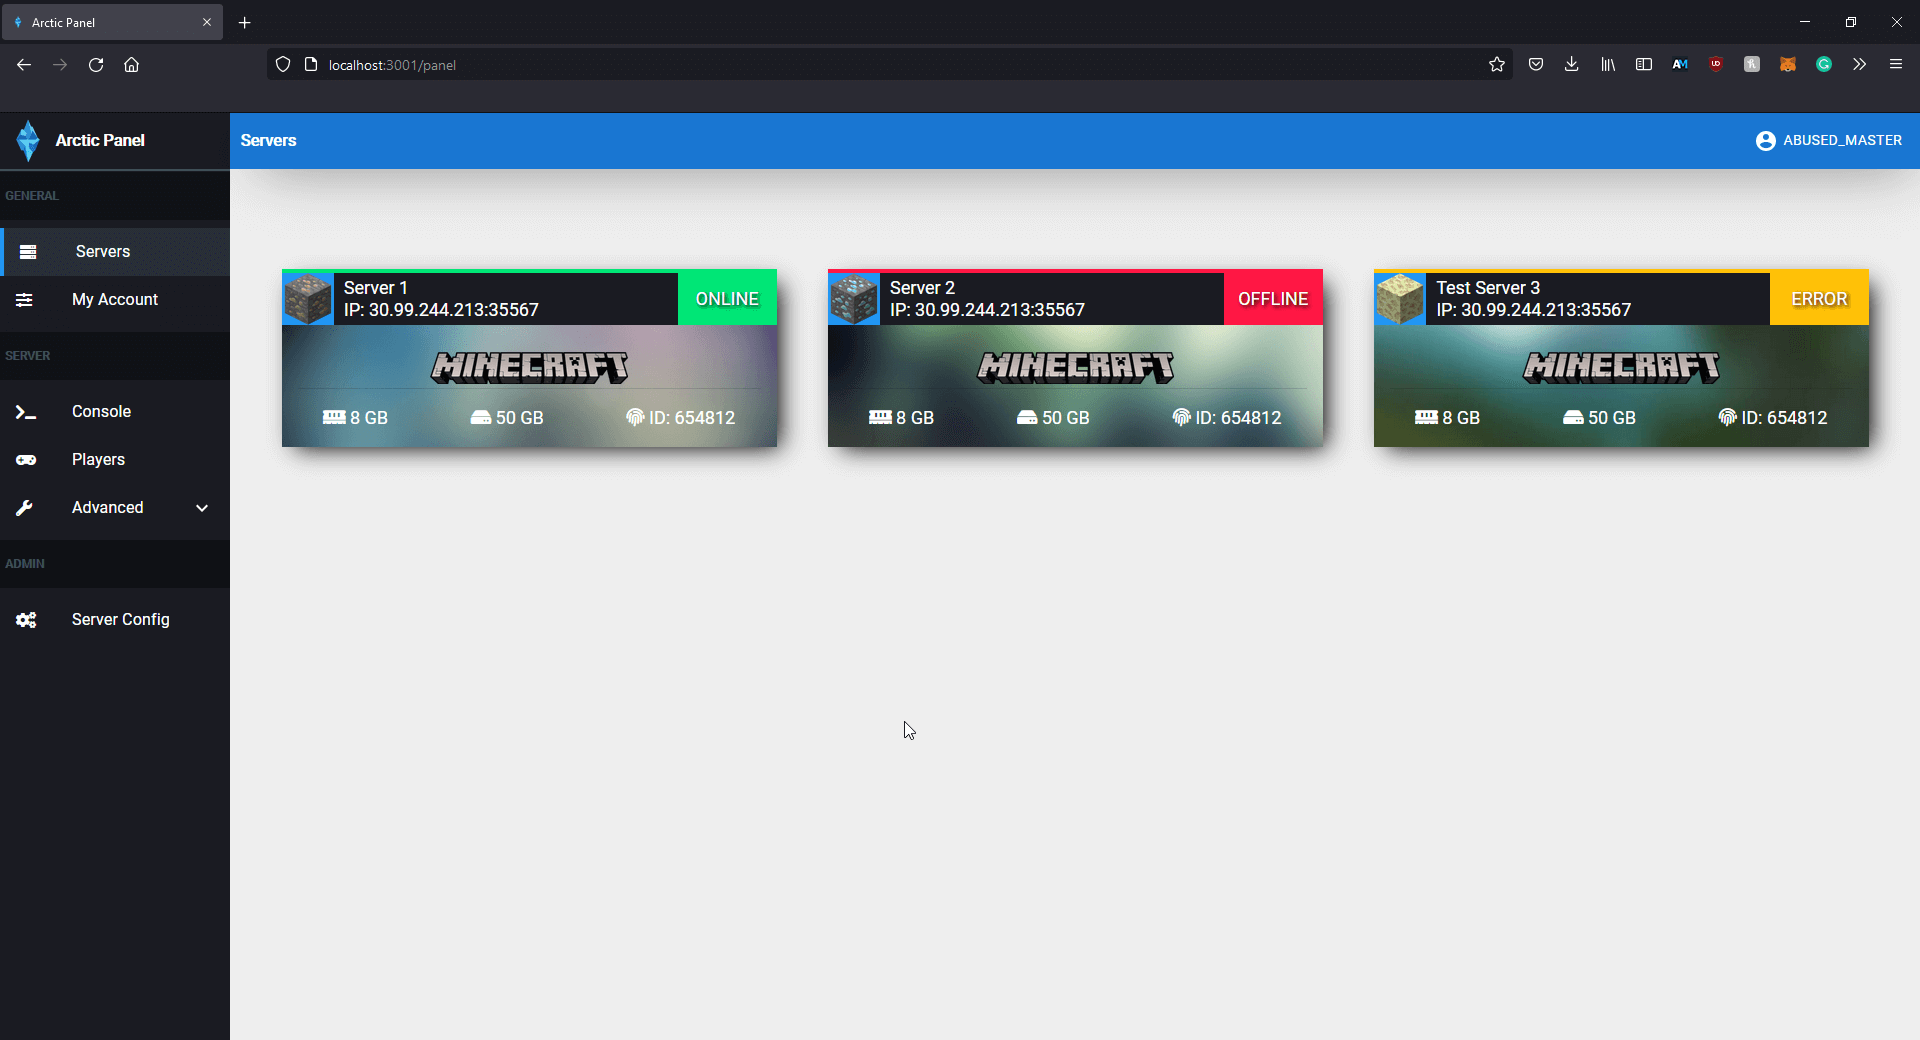 Arctic Panel
localhost:3001/panel
AM
Arctic Panel
Servers
ABUSED_MASTER
GENERAL
Servers
My Account
SERVER
Console
Players
Advanced
ADMIN
Server Config
Server 1
IP: 30.99.244.213:35567
ONLINE
MINECRAFT
8 GB
50 GB
ID: 654812
Server 2
IP: 30.99.244.213:35567
OFFLINE
MINECRAFT
8 GB
50 GB
ID: 654812
Test Server 3
IP: 30.99.244.213:35567
ERROR
MINECRAFT
8 GB
50 GB
ID: 654812